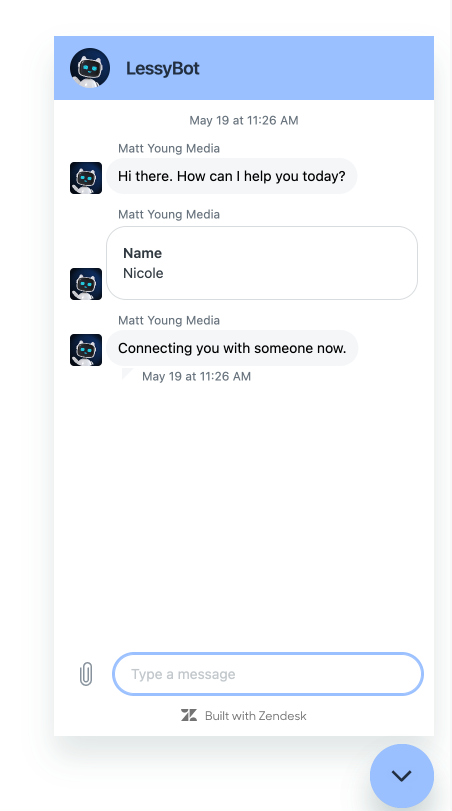 LessyBot
May 19 at 11:26 AM
Matt Young Media
Hi there. How can I help you today?
Matt Young Media
Name
Nicole
Matt Young Media
Connecting you with someone now.
May 19 at 11:26 AM
Type a message
Built with Zendesk